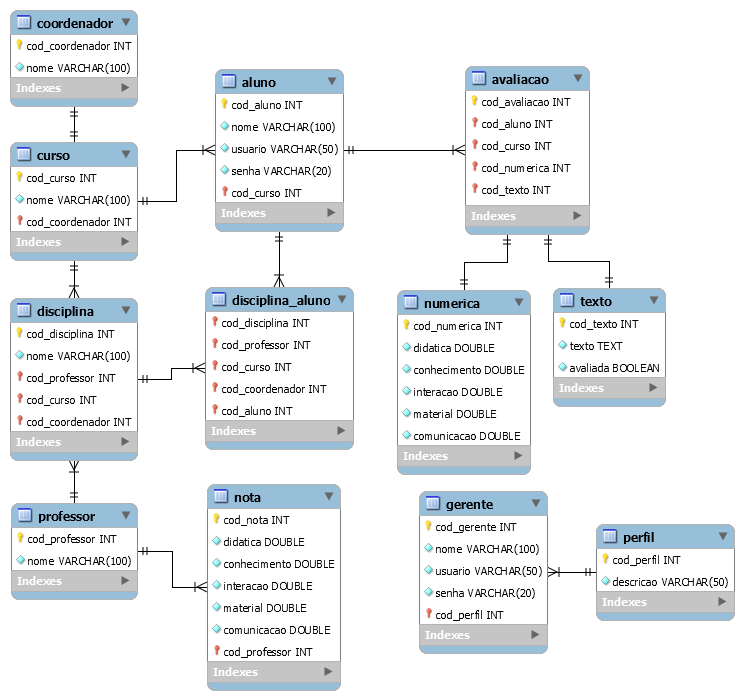 coordenador
cod_coordenador INT
nome VARCHAR(100)
Indexes
curso
cod_curso INT
nome VARCHAR(100)
cod_coordenador INT
Indexes
disciplina
cod_disciplina INT
nome VARCHAR(100)
cod_professor INT
cod_curso INT
cod_coordenador INT
Indexes
professor
cod_professor INT
nome VARCHAR(100)
Indexes
aluno
cod_aluno INT
nome VARCHAR(100)
usuario VARCHAR(50)
senha VARCHAR(20)
cod_curso INT
Indexes
disciplina_aluno
cod_disciplina INT
cod_professor INT
cod_curso INT
cod_coordenador INT
cod_aluno INT
Indexes
nota
cod_nota INT
didatica DOUBLE
conhecimento DOUBLE
interacao DOUBLE
material DOUBLE
comunicacao DOUBLE
cod_professor INT
Indexes
avaliacao
cod_avaliacao INT
cod_aluno INT
cod_curso INT
cod_numerica INT
cod_texto INT
Indexes
numerica
cod_numerica INT
didatica DOUBLE
conhecimento DOUBLE
interacao DOUBLE
material DOUBLE
comunicacao DOUBLE
Indexes
texto
cod_texto INT
texto TEXT
avaliada BOOLEAN
Indexes
gerente
cod_gerente INT
nome VARCHAR(100)
usuario VARCHAR(50)
senha VARCHAR(20)
cod_perfil INT
Indexes
perfil
cod_perfil INT
descricao VARCHAR(50)
Indexes